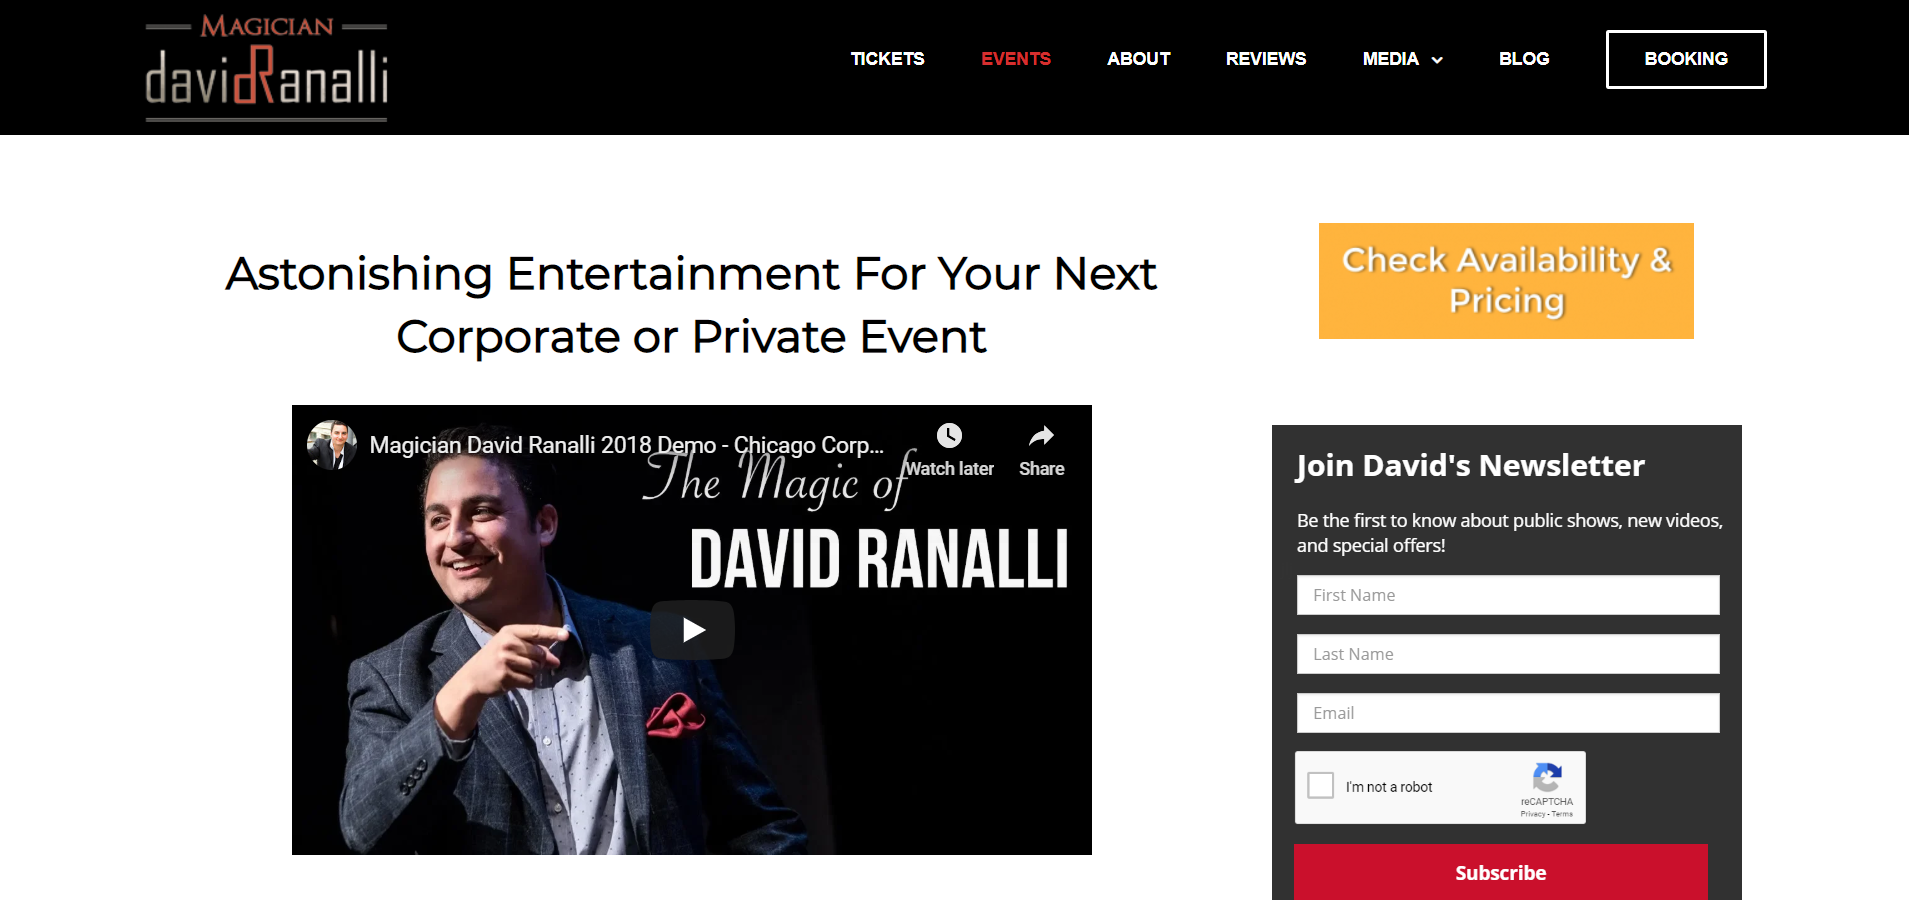 MAGICIAN
davidRanalli
TICKETS
EVENTS
ABOUT
REVIEWS
MEDIA
BLOG
BOOKING
Astonishing Entertainment For Your Next
Corporate or Private Event
Check Availability &
Pricing
Magician David Ranalli 2018 Demo - Chicago Corp...
Watch later
Share
The Magic of
DAVID RANALLI
Join David's Newsletter
Be the first to know about public shows, new videos,
and special offers!
First Name
Last Name
Email
I'm not a robot
reCAPTCHA
Privacy - Terms
Subscribe